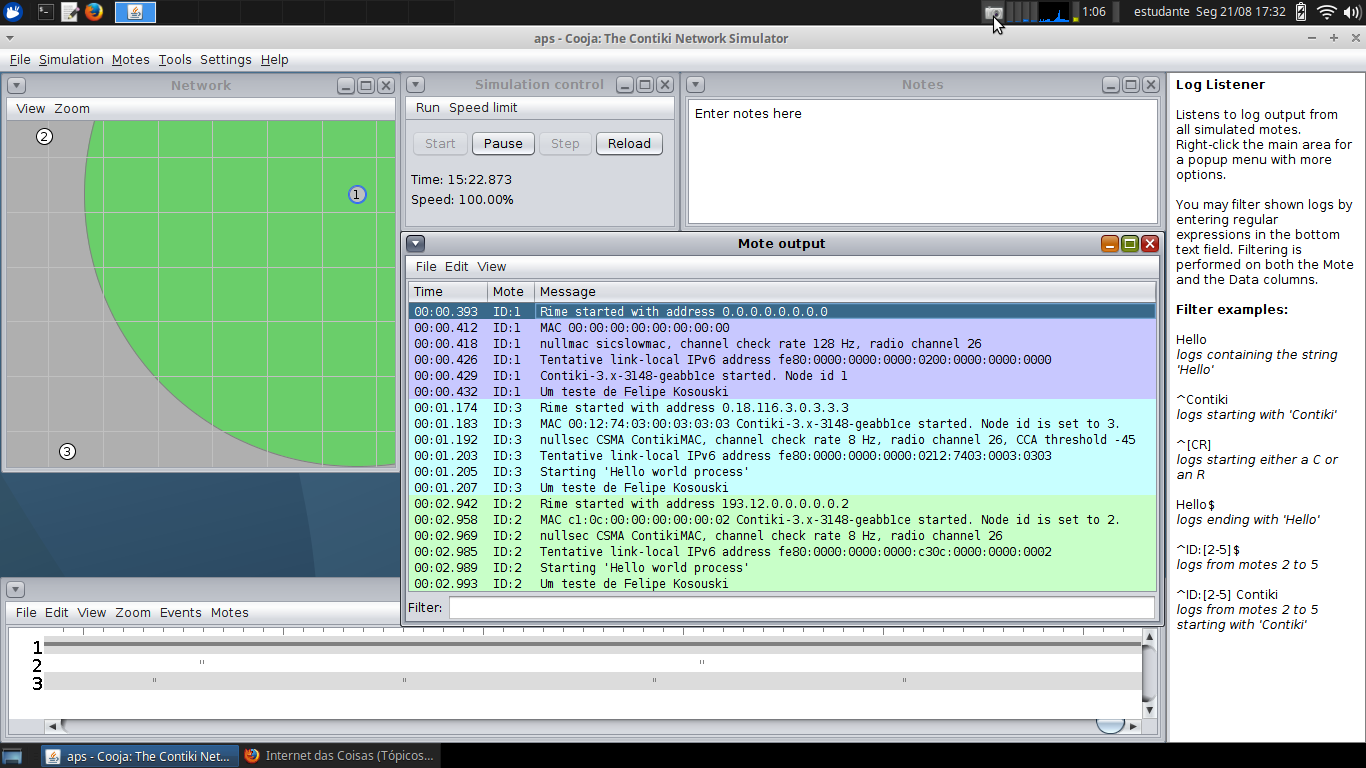 1:06 estudante Seg 21/08 17:32
aps - Cooja: The Contiki Network Simulator
File Simulation Motes Tools Settings Help
Network
View Zoom
2
1
3
Simulation control
Run Speed limit
Start Pause Step Reload
Time: 15:22.873
Speed: 100.00%
Notes
Enter notes here
Mote output
File Edit View
Time Mote Message
00:00.393 ID:1 Rime started with address 0.0.0.0.0.0.0.0
00:00.412 ID:1 MAC 00:00:00:00:00:00:00:00
00:00.418 ID:1 nullmac sicslowmac, channel check rate 128 Hz, radio channel 26
00:00.426 ID:1 Tentative link-local IPv6 address fe80:0000:0000:0000:0200:0000:0000:0000
00:00.429 ID:1 Contiki-3.x-3148-geabb1ce started. Node id 1
00:00.432 ID:1 Um teste de Felipe Kosouski
00:01.174 ID:3 Rime started with address 0.18.116.3.0.3.3.3
00:01.183 ID:3 MAC 00:12:74:03:00:03:03:03 Contiki-3.x-3148-geabb1ce started. Node id is set to 3.
00:01.192 ID:3 nullsec CSMA ContikiMAC, channel check rate 8 Hz, radio channel 26, CCA threshold -45
00:01.203 ID:3 Tentative link-local IPv6 address fe80:0000:0000:0000:0212:7403:0003:0303
00:01.205 ID:3 Starting 'Hello world process'
00:01.207 ID:3 Um teste de Felipe Kosouski
00:02.942 ID:2 Rime started with address 193.12.0.0.0.0.0.2
00:02.958 ID:2 MAC c1:0c:00:00:00:00:00:02 Contiki-3.x-3148-geabb1ce started. Node id is set to 2.
00:02.969 ID:2 nullsec CSMA ContikiMAC, channel check rate 8 Hz, radio channel 26
00:02.985 ID:2 Tentative link-local IPv6 address fe80:0000:0000:0000:c30c:0000:0000:0002
00:02.989 ID:2 Starting 'Hello world process'
00:02.993 ID:2 Um teste de Felipe Kosouski
Filter:
File Edit View Zoom Events Motes
1
2
3
Log Listener
Listens to log output from
all simulated motes.
Right-click the main area for
a popup menu with more
options.
You may filter shown logs by
entering regular
expressions in the bottom
text field. Filtering is
performed on both the Mote
and the Data columns.
Filter examples:
Hello
logs containing the string
'Hello'
^Contiki
logs starting with 'Contiki'
^[CR]
logs starting either a C or
an R
Hello$
logs ending with 'Hello'
^ID:[2-5]$
logs from motes 2 to 5
^ID:[2-5] Contiki
logs from motes 2 to 5
starting with 'Contiki'
aps - Cooja: The Contiki Net... Internet das Coisas (Tópicos...